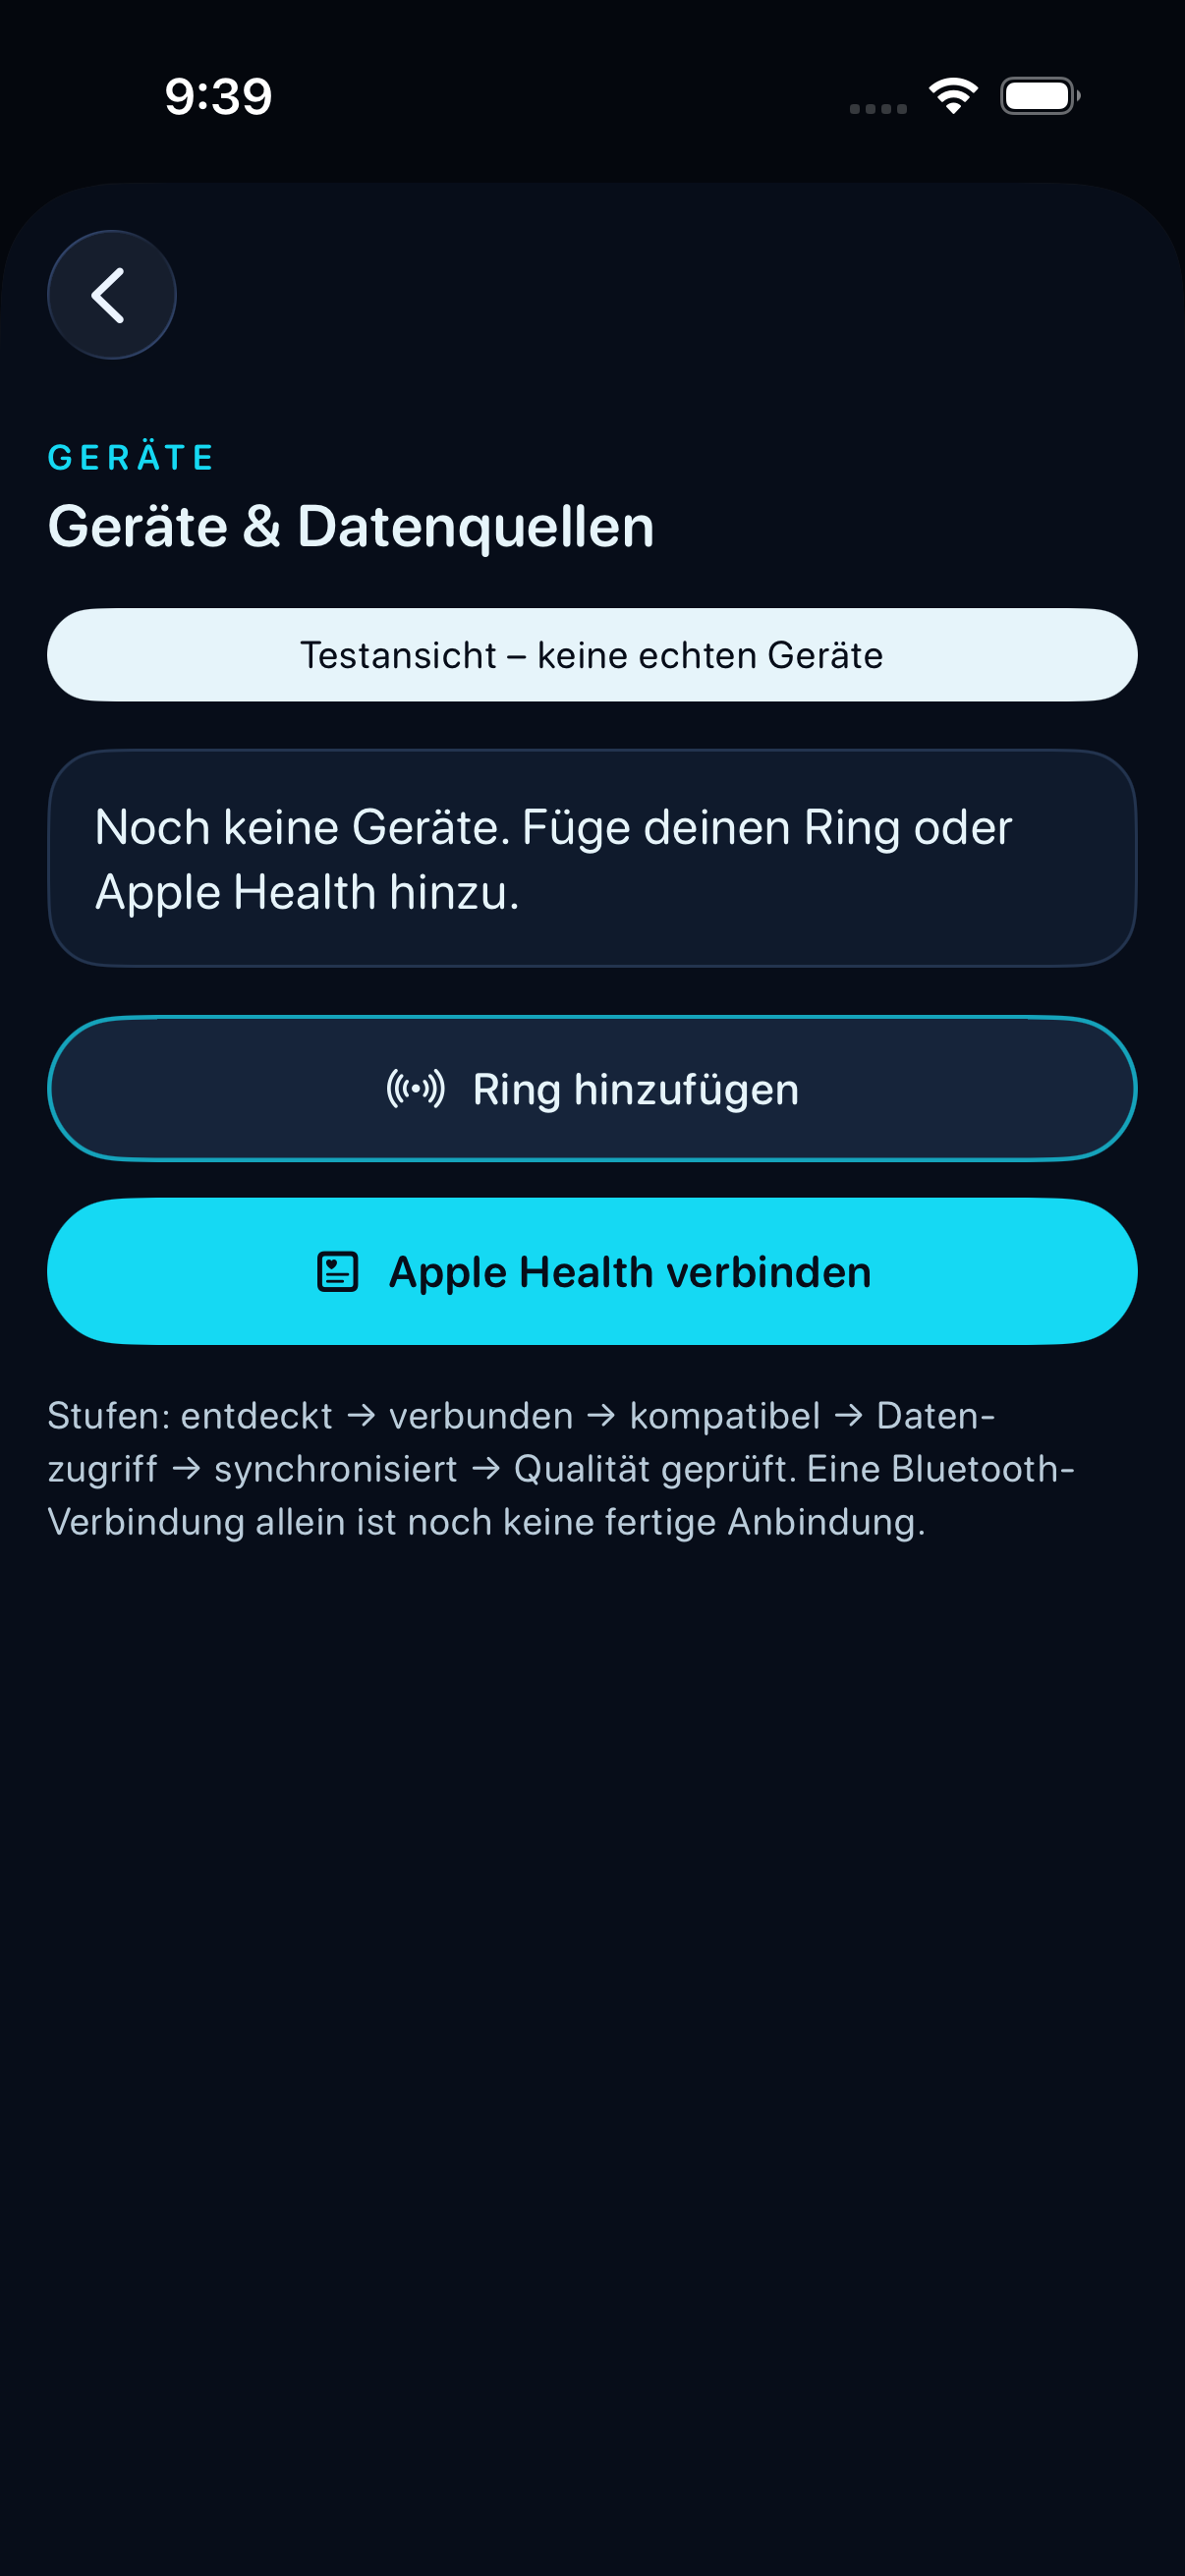 9:39
GERÄTE
Geräte & Datenquellen
Testansicht – keine echten Geräte
Noch keine Geräte. Füge deinen Ring oder
Apple Health hinzu.
Ring hinzufügen
Apple Health verbinden
Stufen: entdeckt → verbunden → kompatibel → Daten-
zugriff → synchronisiert → Qualität geprüft. Eine Bluetooth-
Verbindung allein ist noch keine fertige Anbindung.